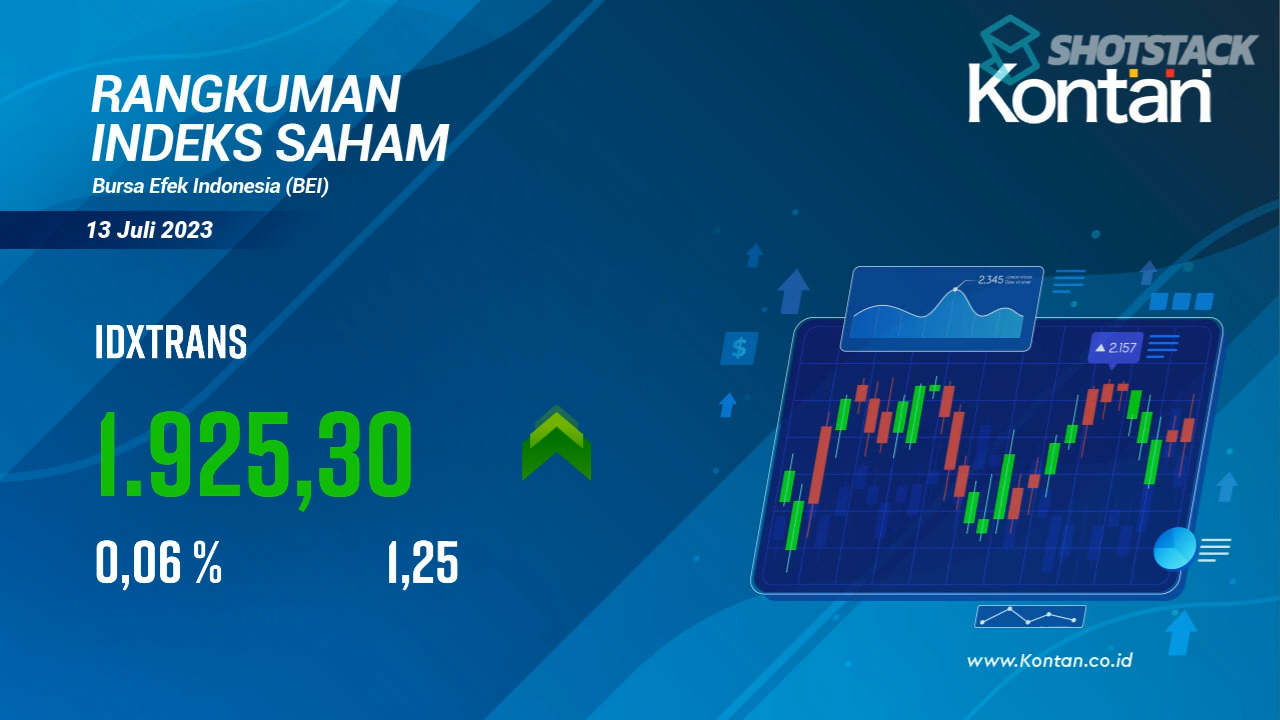 SHOTSTACK
Kontan
RANGKUMAN
INDEKS SAHAM
Bursa Efek Indonesia (BEI)
13 Juli 2023
IDXTRANS
1.925,30
0,06 %
1,25
2,345
$
2.157
www.Kontan.co.id